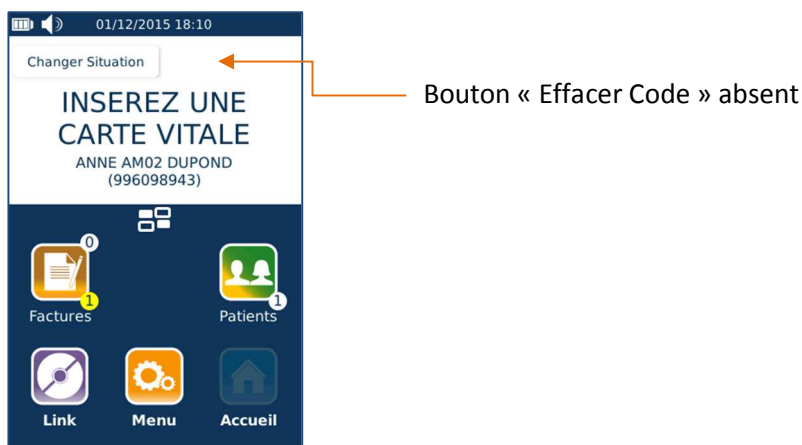 01/12/2015 18:10
Changer Situation
Bouton « Effacer Code » absent
INSEREZ UNE
CARTE VITALE
ANNE AM02 DUPOND
(996098943)
0
1
1
Factures
Patients
Link
Menu
Accueil